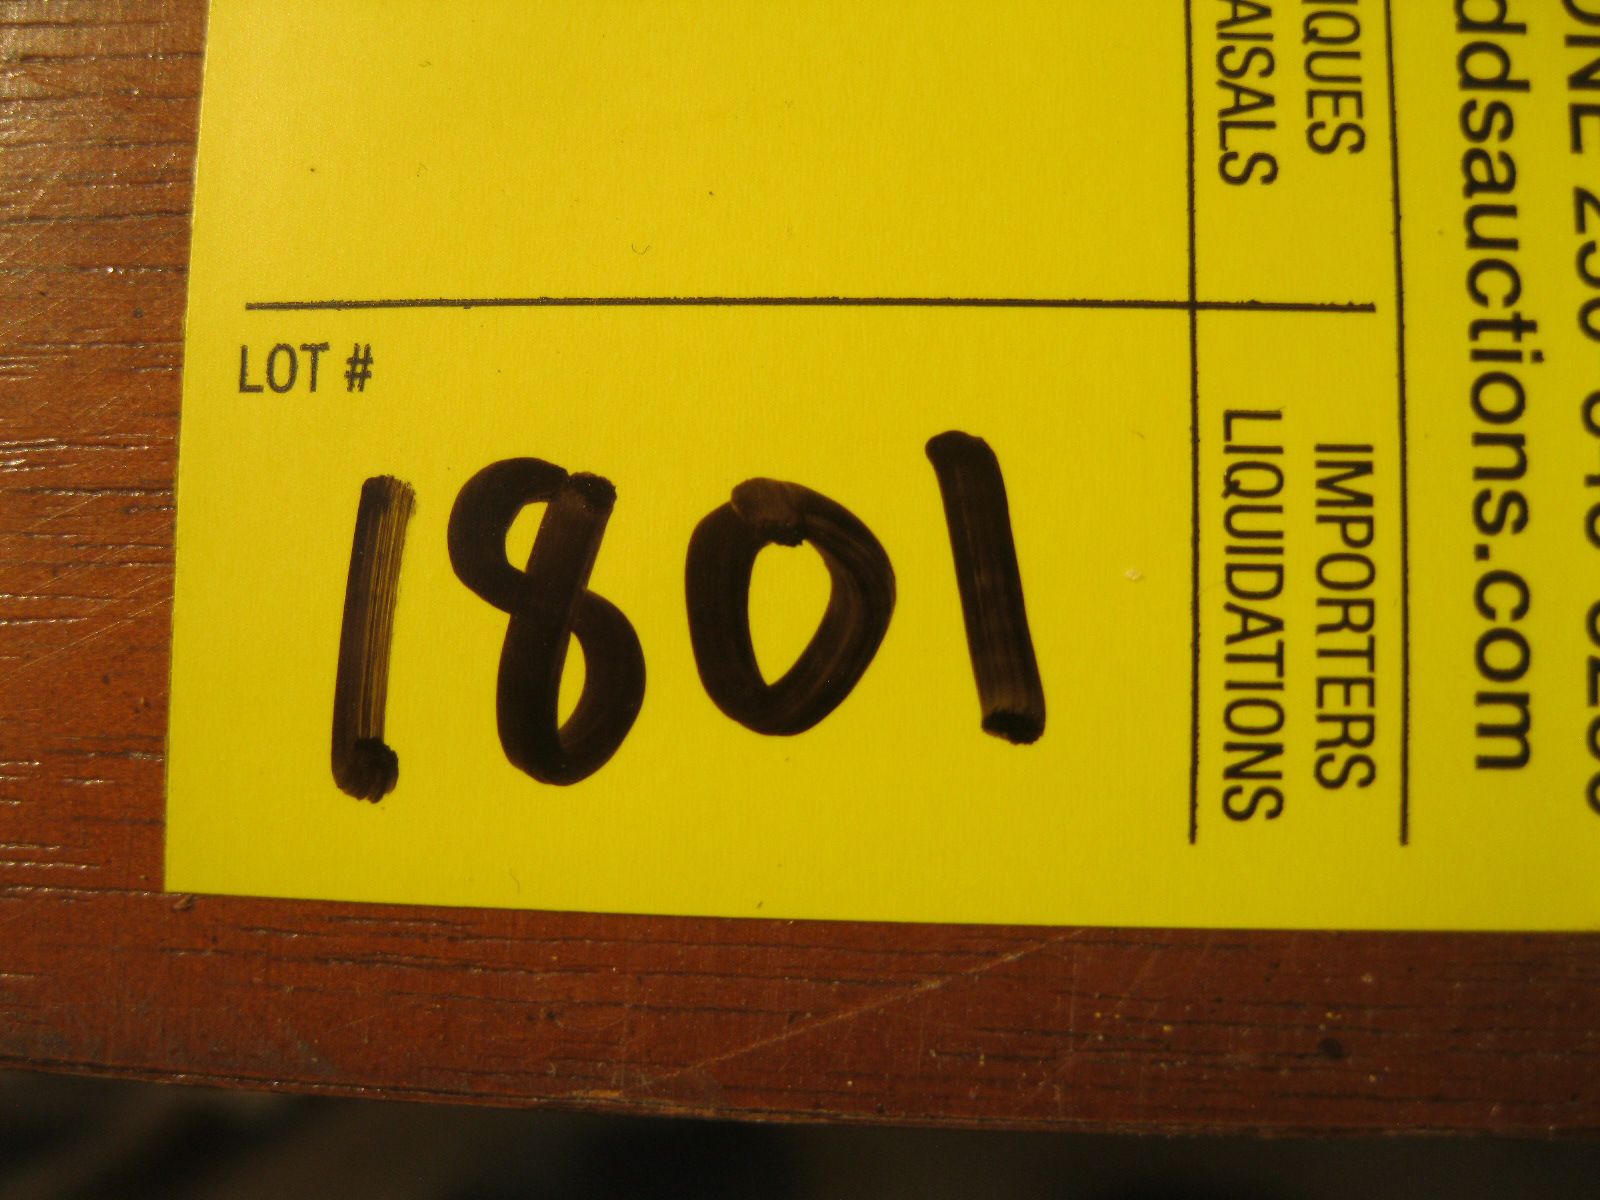 LOT #
1801
AISALS
LIQUIDATIONS
IQUES
IMPORTERS
ddsauctions.com